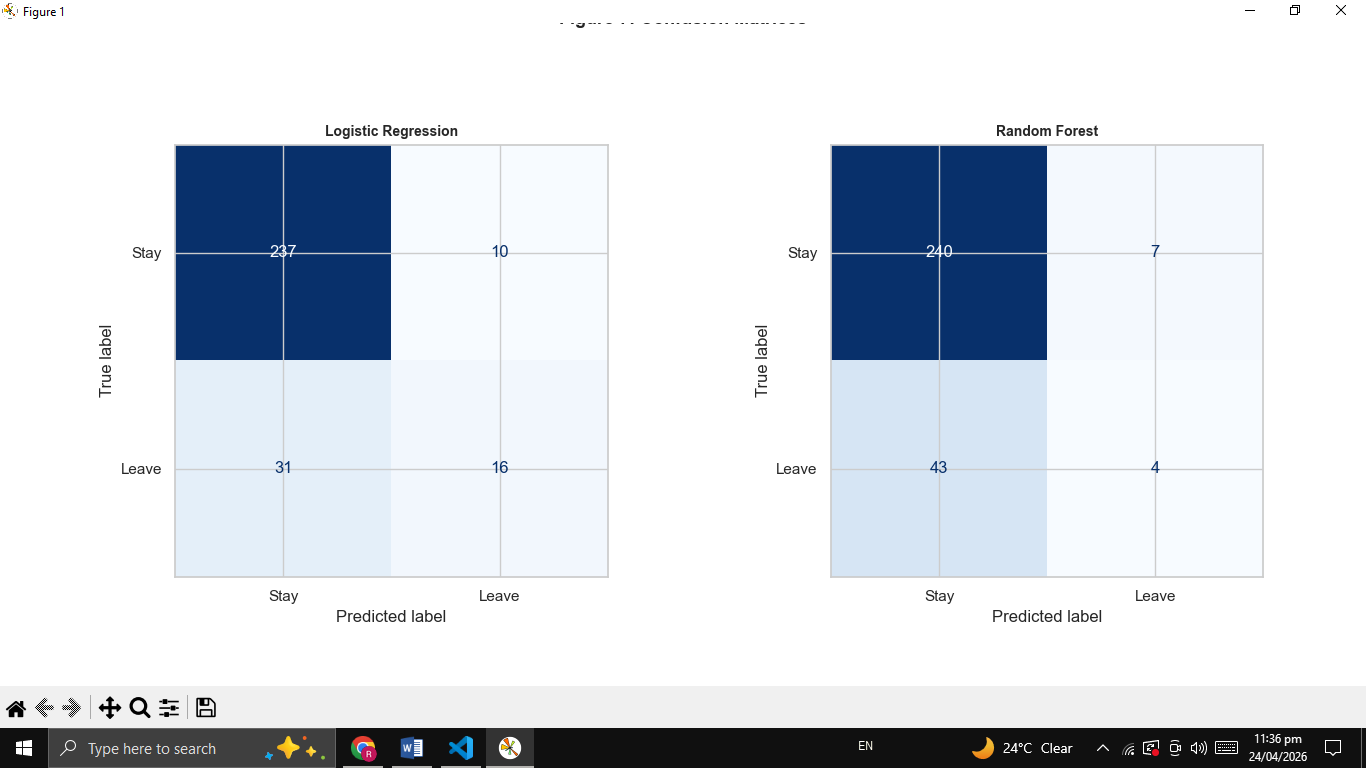 Figure 1
Logistic Regression
Stay
237
10
Leave
31
16
True label
Stay
Leave
Predicted label
Random Forest
Stay
240
7
Leave
43
4
True label
Stay
Leave
Predicted label
Type here to search
EN
24°C Clear
11:36 pm
24/04/2026